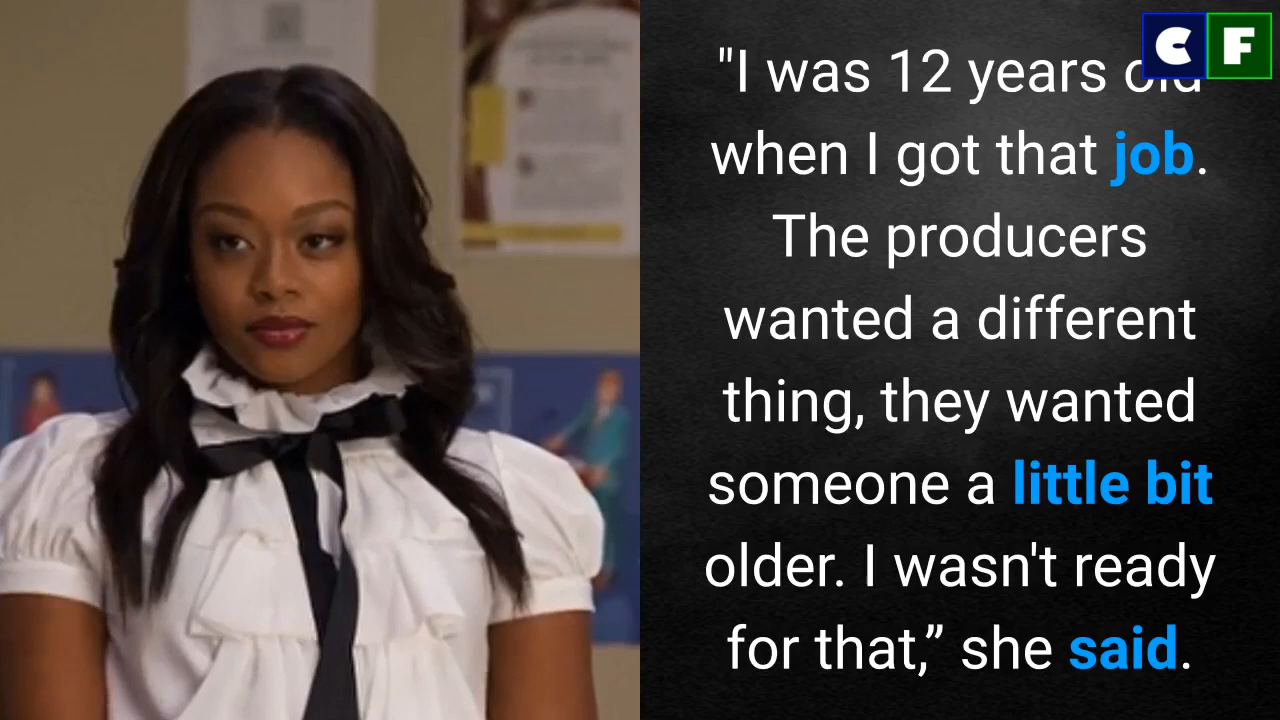 "I was 12 years old
when I got that job.
The producers
wanted a different
thing, they wanted
someone a little bit
older. I wasn't ready
for that,” she said.
CF